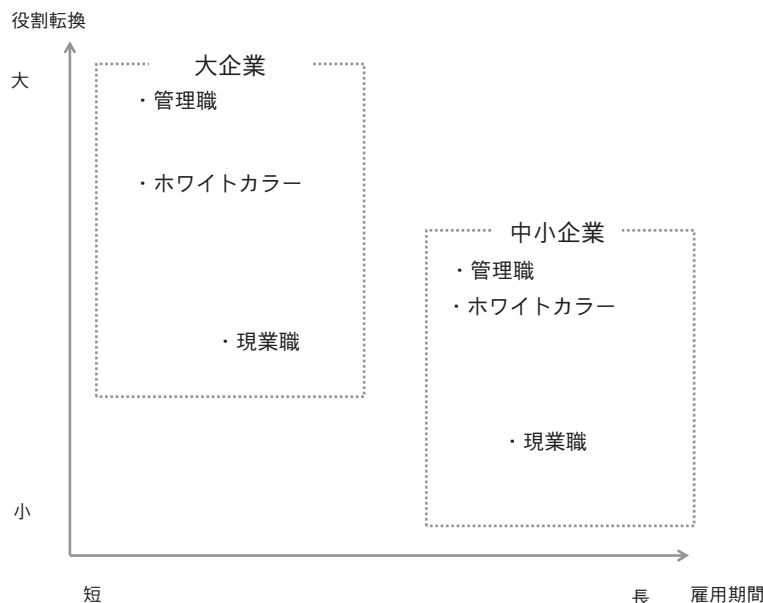 役割転換
大
大企業
・管理職
・ホワイトカラー
・現業職
中小企業
・管理職
・ホワイトカラー
・現業職
小
短
長
雇用期間